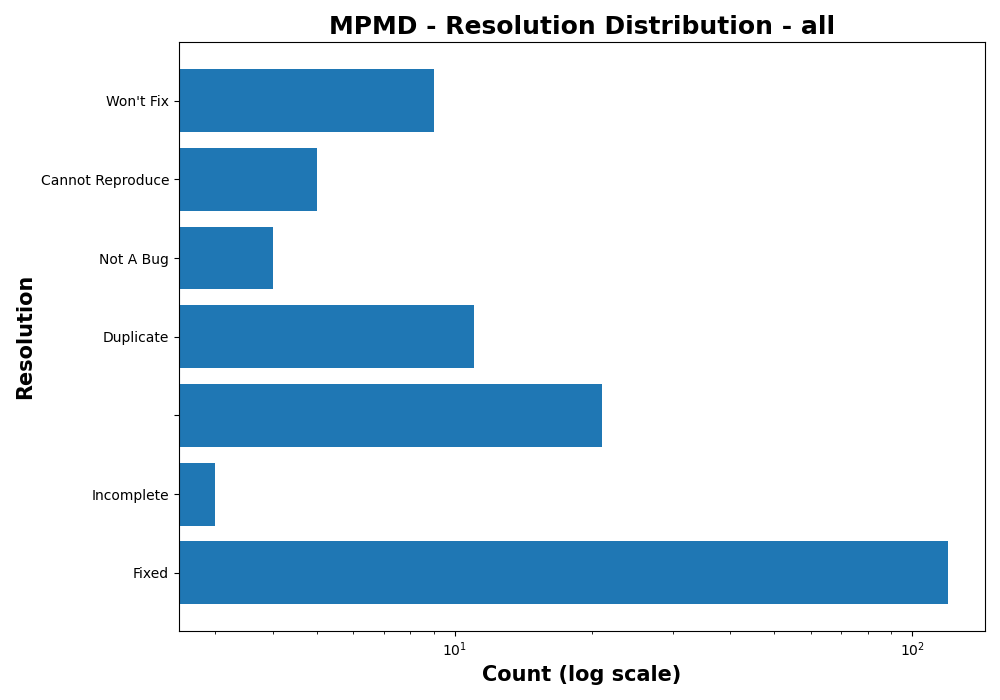 MPMD - Resolution Distribution - all
Won't Fix
Cannot Reproduce
Not A Bug
Duplicate
Incomplete
Fixed
Resolution
10¹
10²
Count (log scale)